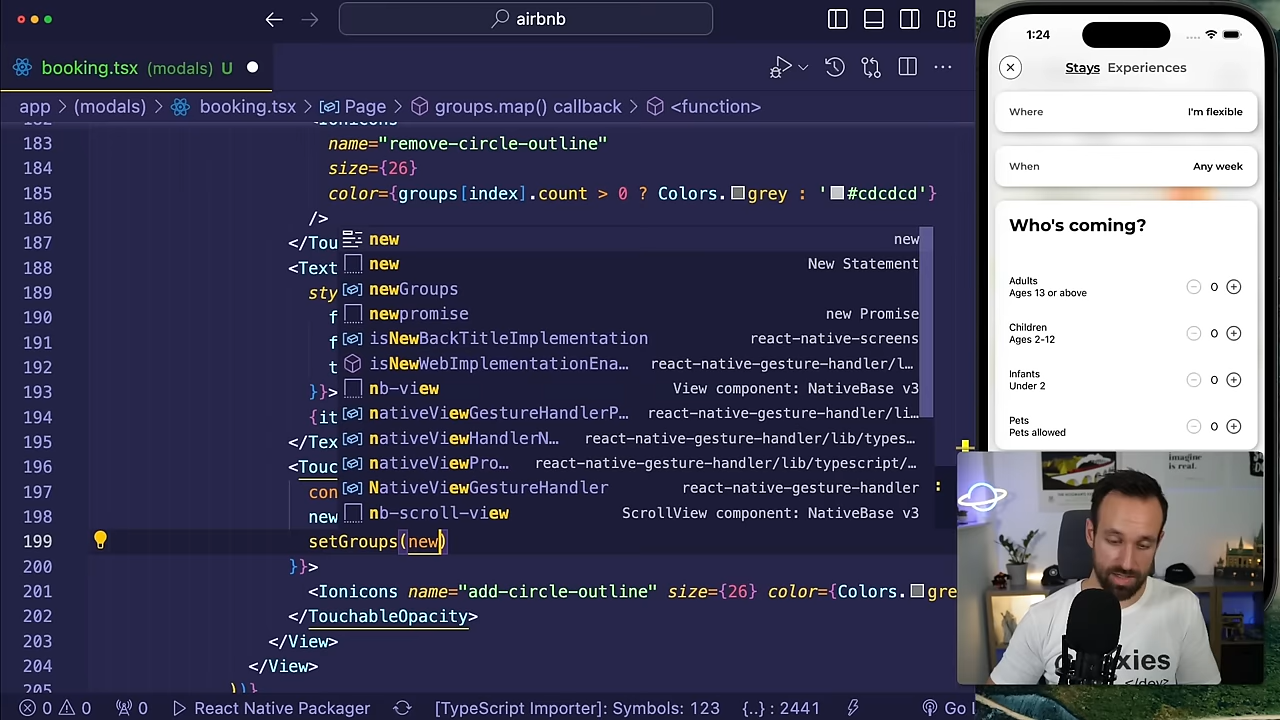 airbnb
booking.tsx (modals) U
app > (modals) > booking.tsx > Page > groups.map() callback > <function>
182 <Ionicons
183 name="remove-circle-outline"
184 size={26}
185 color={groups[index].count > 0 ? Colors.grey : '#cdcdcd'}
186 />
187 </Tou
188 <Text
189 sty
190 f
191 f
192 t
193 }}>
194 {it
195 </Tex
196 <Touc
197 con :
198 new
199 setGroups(new)
200 }}>
201 <Ionicons name="add-circle-outline" size={26} color={Colors.gre
202 </TouchableOpacity>
203 </View>
204 </View>
205 ))}
new new
new New Statement
newGroups
newpromise new Promise
isNewBackTitleImplementation react-native-screens
isNewWebImplementationEna… react-native-gesture-handler/l…
nb-view View component: NativeBase v3
nativeViewGestureHandlerP… react-native-gesture-handler/li…
nativeViewHandlerN… react-native-gesture-handler/lib/types…
nativeViewPro… react-native-gesture-handler/lib/typescript/…
NativeViewGestureHandler react-native-gesture-handler
nb-scroll-view ScrollView component: NativeBase v3
0 0 0 React Native Packager [TypeScript Importer]: Symbols: 123 {..} : 2441 Go L
1:24
Stays Experiences
Where I'm flexible
When Any week
Who's coming?
Adults
Ages 13 or above
0
Children
Ages 2-12
0
Infants
Under 2
0
Pets
Pets allowed
0
imagine
is real.
</dev>